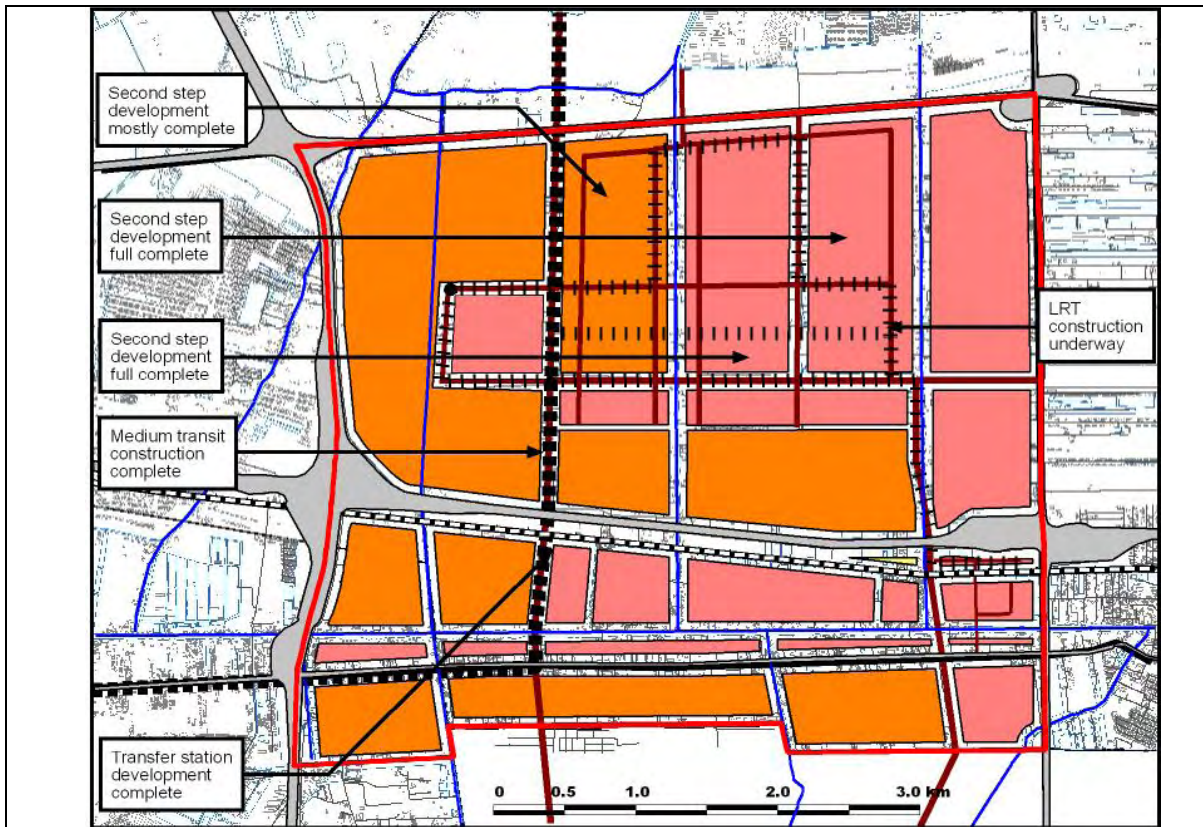 Second step
development
mostly complete
Second step
development
full complete
Second step
development
full complete
LRT
construction
underway
Medium transit
construction
complete
Transfer station
development
complete
0 0.5 1.0 2.0 3.0 km